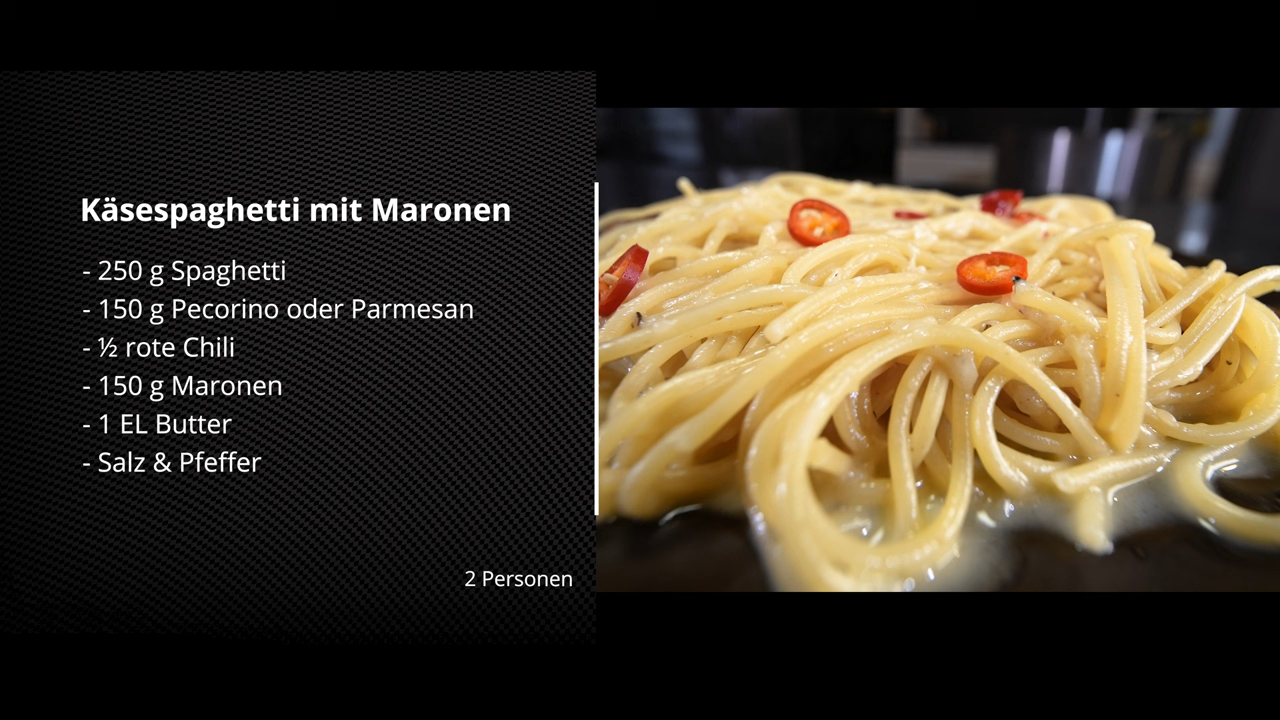 Käsespaghetti mit Maronen
- 250 g Spaghetti
- 150 g Pecorino oder Parmesan
- ½ rote Chili
- 150 g Maronen
- 1 EL Butter
- Salz & Pfeffer
2 Personen